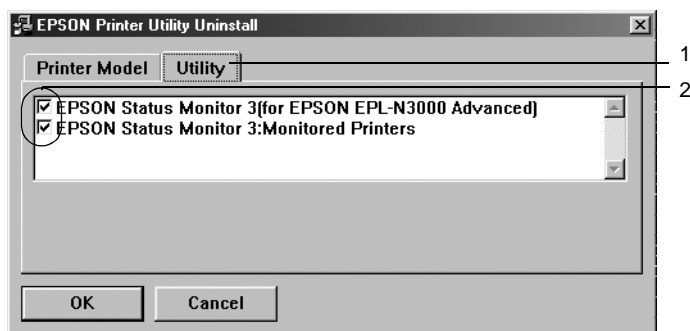 EPSON Printer Utility Uninstall
Printer Model Utility
1
2
EPSON Status Monitor 3(for EPSON EPL-N3000 Advanced)
EPSON Status Monitor 3:Monitored Printers
OK Cancel